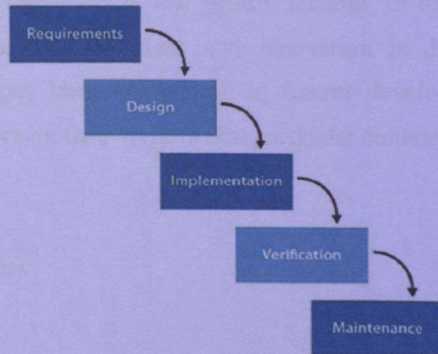 Requirements
Design
Implementation
Verification
Maintenance